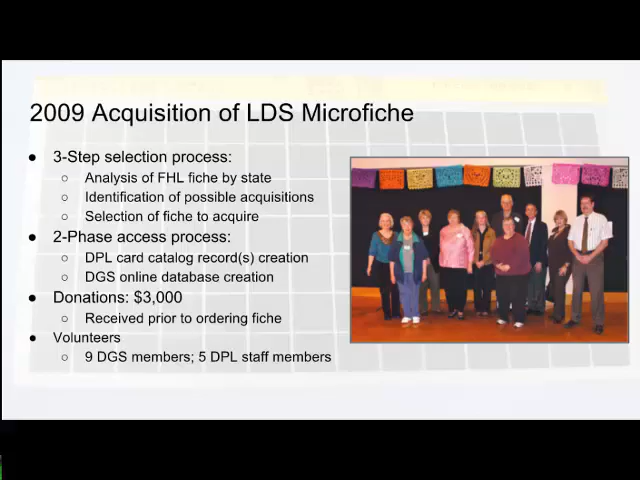 2009 Acquisition of LDS Microfiche
● 3-Step selection process:
○ Analysis of FHL fiche by state
○ Identification of possible acquisitions
○ Selection of fiche to acquire
● 2-Phase access process:
○ DPL card catalog record(s) creation
○ DGS online database creation
● Donations: $3,000
○ Received prior to ordering fiche
● Volunteers
○ 9 DGS members; 5 DPL staff members